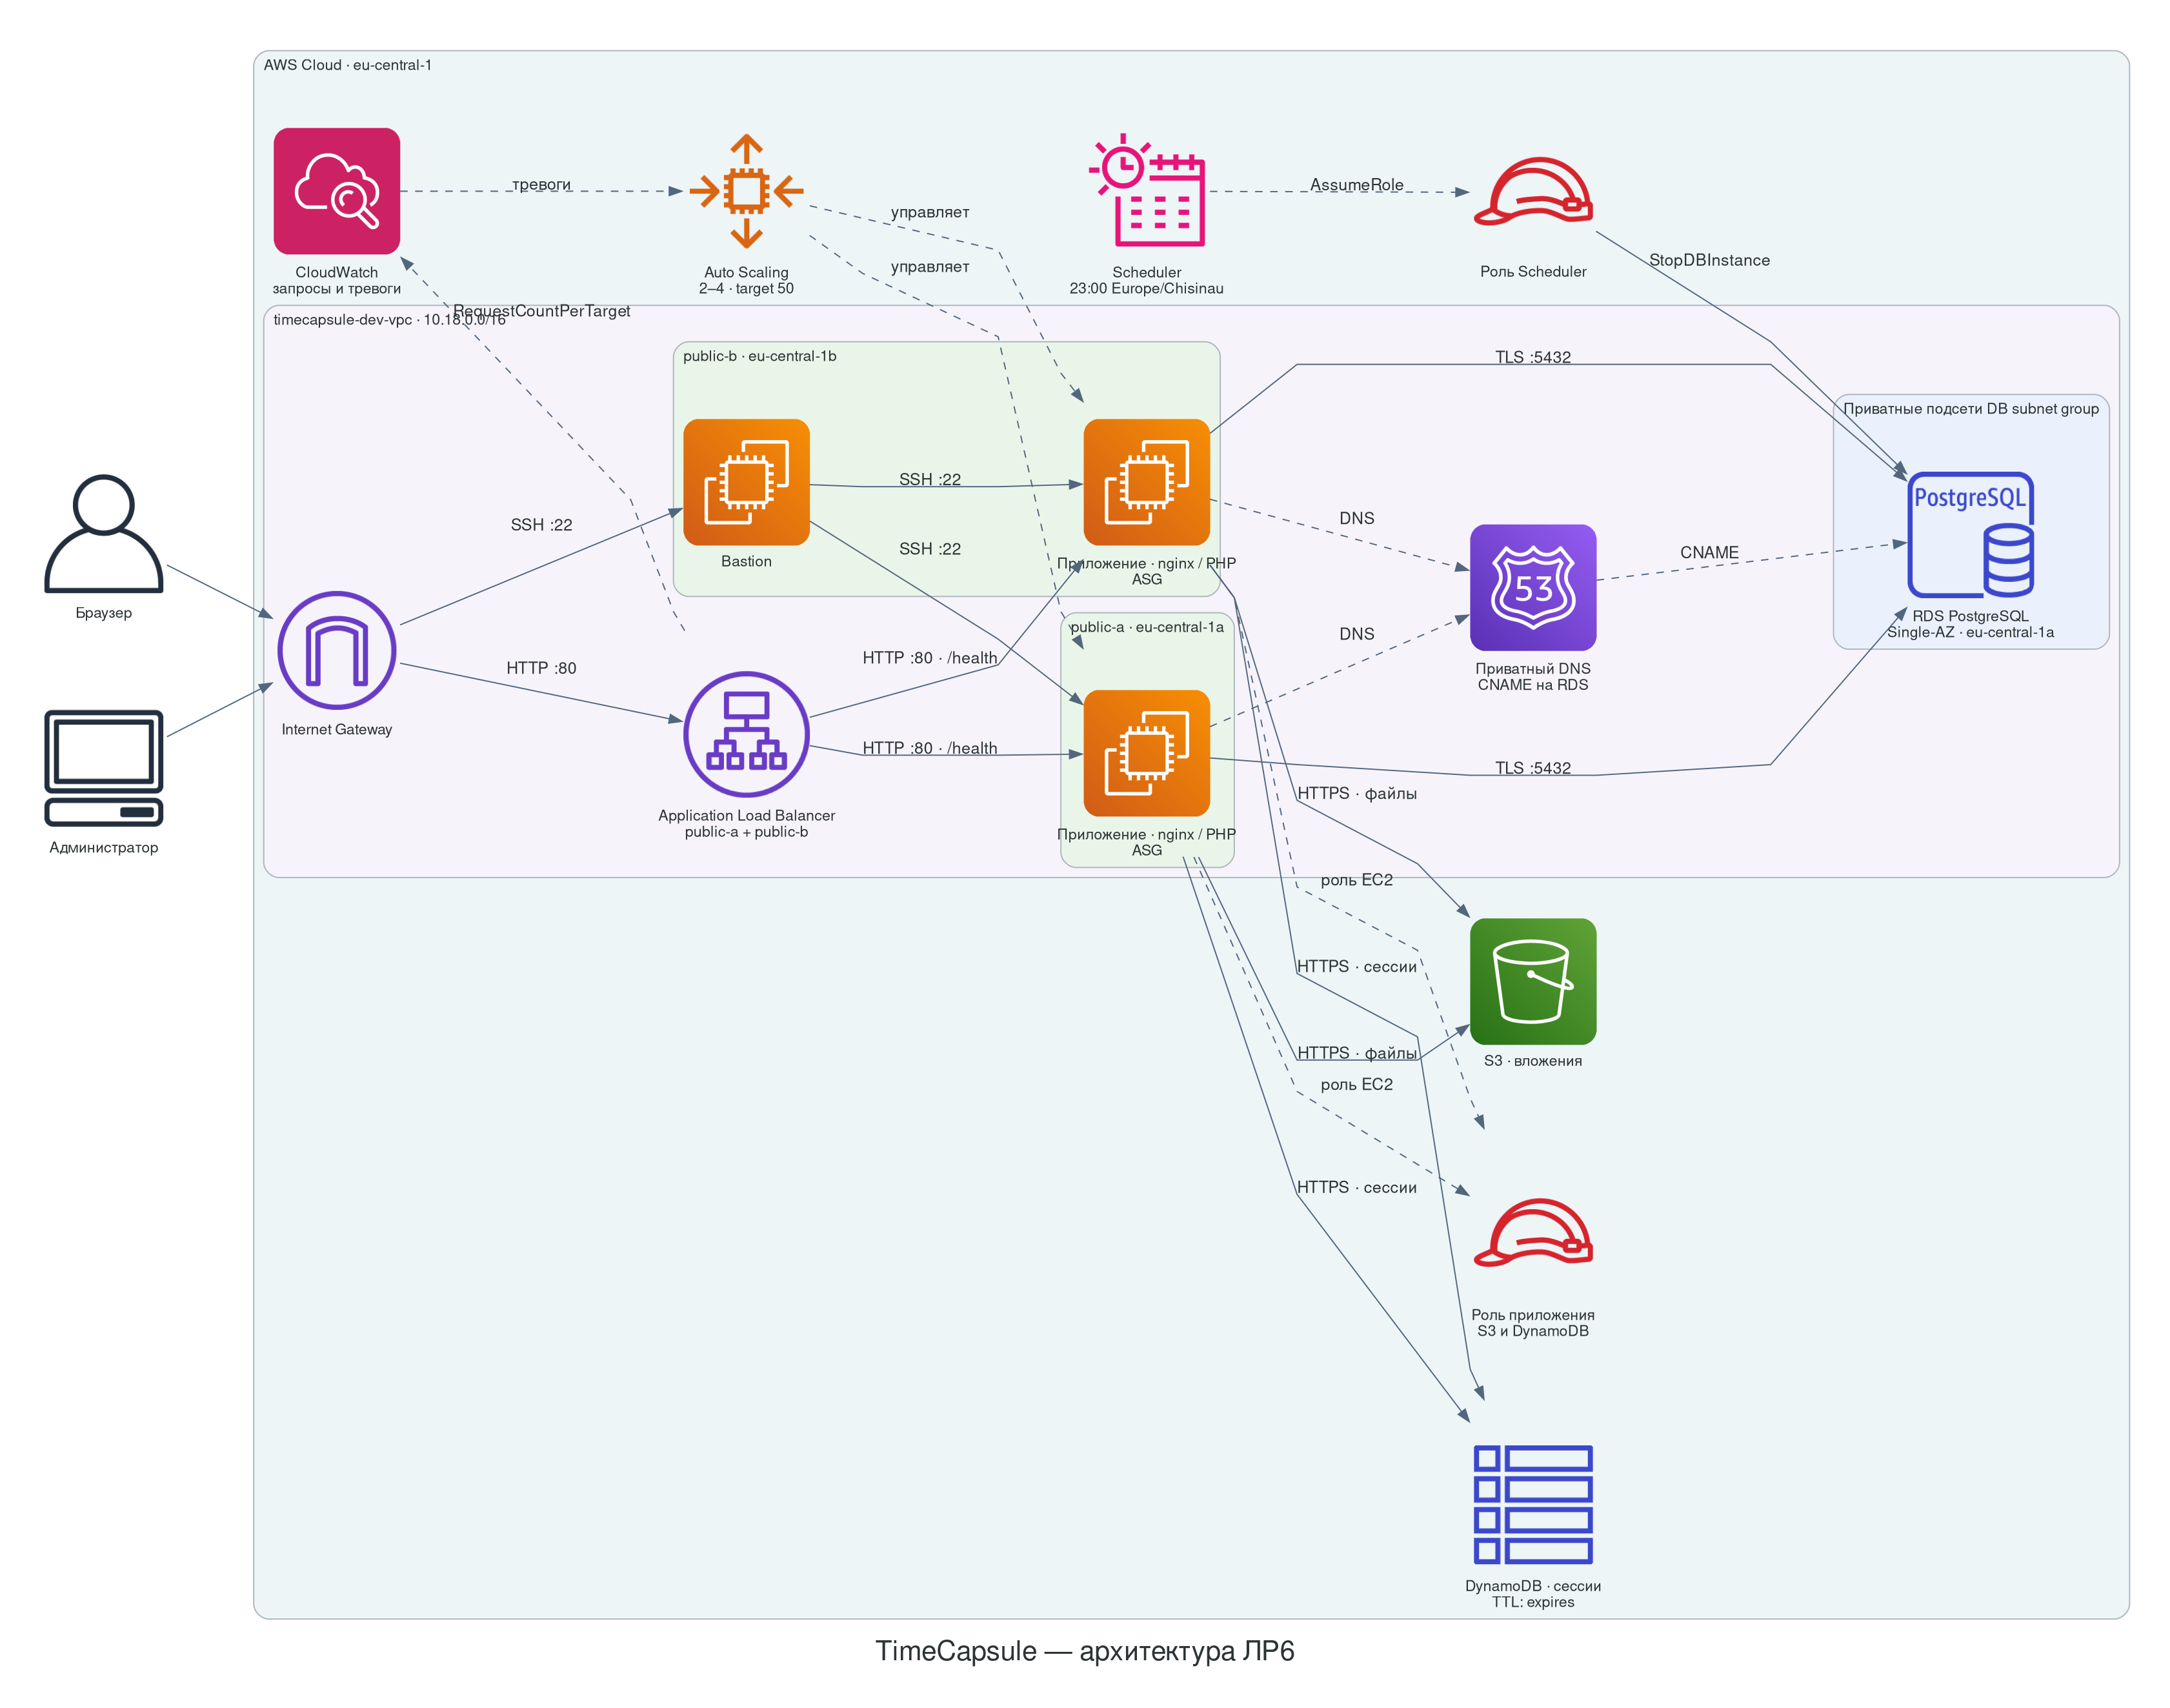 AWS Cloud · eu-central-1
тревоги
AssumeRole
управляет
управляет
StopDBInstance
CloudWatch
запросы и тревоги
Auto Scaling
2–4 · target 50
Scheduler
23:00 Europe/Chisinau
Роль Scheduler
RequestCountPerTarget
timecapsule-dev-vpc · 10.18.0.0/16
public-b · eu-central-1b
TLS :5432
Приватные подсети DB subnet group
SSH :22
SSH :22
SSH :22
DNS
PostgreSQL
CNAME
Bastion
Приложение · nginx / PHP
ASG
53
Браузер
public-a · eu-central-1a
DNS
RDS PostgreSQL
Single-AZ · eu-central-1a
HTTP :80
HTTP :80 · /health
Приватный DNS
CNAME на RDS
Internet Gateway
HTTP :80 · /health
TLS :5432
HTTPS · файлы
Application Load Balancer
public-a + public-b
Приложение · nginx / PHP
ASG
Администратор
роль EC2
HTTPS · сессии
HTTPS · файлы
S3 · вложения
роль EC2
HTTPS · сессии
Роль приложения
S3 и DynamoDB
DynamoDB · сессии
TTL: expires
TimeCapsule — архитектура ЛР6